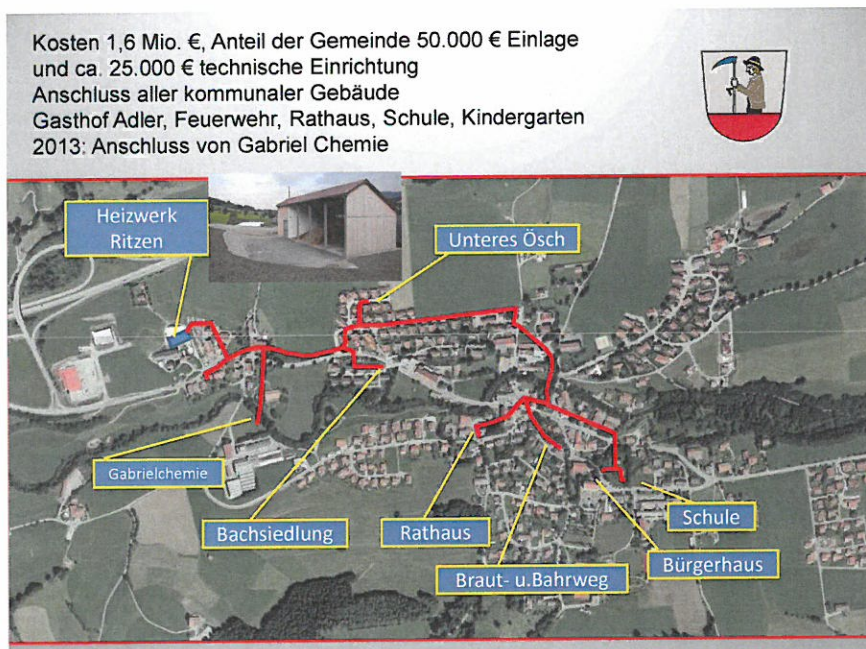 Kosten 1,6 Mio. €, Anteil der Gemeinde 50.000 € Einlage
und ca. 25.000 € technische Einrichtung
Anschluss aller kommunaler Gebäude
Gasthof Adler, Feuerwehr, Rathaus, Schule, Kindergarten
2013: Anschluss von Gabriel Chemie
Heizwerk
Ritzen
Unteres Ösch
Gabrielchemie
Bachsiedlung
Rathaus
Braut- u.Bahrweg
Bürgerhaus
Schule